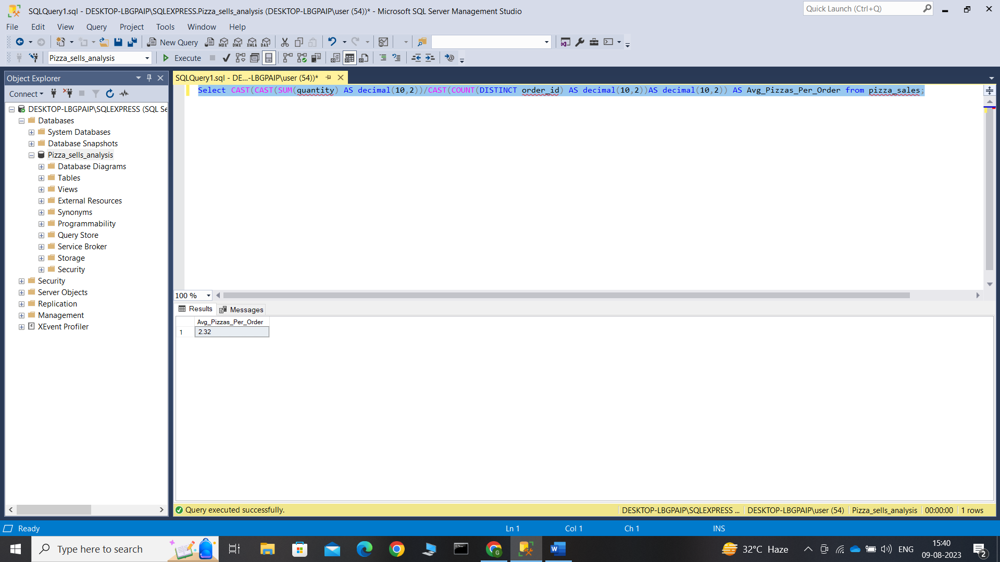 SQLQuery1.sql - DESKTOP-LBGPAIP\SQLEXPRESS.Pizza_sells_analysis (DESKTOP-LBGPAIP\user (54))* - Microsoft SQL Server Management Studio
Quick Launch (Ctrl+Q)
File Edit View Query Project Tools Window Help
New Query MDX DMX XMLA DAX
Pizza_sells_analysis Execute
Object Explorer
SQLQuery1.sql - DE...-LBGPAIP\user (54))*
Connect
Select CAST(CAST(SUM(quantity) AS decimal(10,2))/CAST(COUNT(DISTINCT order_id) AS decimal(10,2))AS decimal(10,2)) AS Avg_Pizzas_Per_Order from pizza_sales;
DESKTOP-LBGPAIP\SQLEXPRESS (SQL Se
Databases
System Databases
Database Snapshots
Pizza_sells_analysis
Database Diagrams
Tables
Views
External Resources
Synonyms
Programmability
Query Store
Service Broker
Storage
Security
Security
Server Objects
Replication
Management
XEvent Profiler
100 %
Results Messages
Avg_Pizzas_Per_Order
1 2.32
Query executed successfully.
DESKTOP-LBGPAIP\SQLEXPRESS ... DESKTOP-LBGPAIP\user (54) Pizza_sells_analysis 00:00:00 1 rows
Ready Ln 1 Col 1 Ch 1 INS
Type here to search
32°C Haze
ENG
15:40
09-08-2023
2